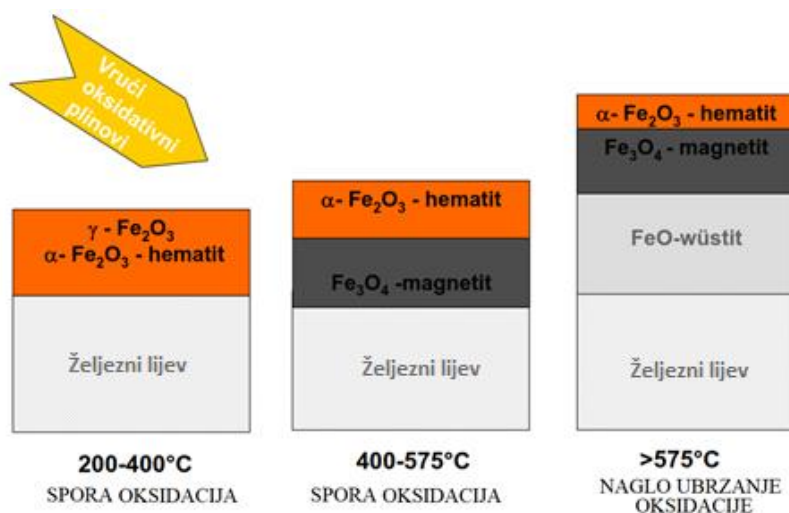 Vrući
oksidativni
plinovi
γ - Fe₂O₃
α- Fe₂O₃ - hematit
Željezni lijev
200-400°C
SPORA OKSIDACIJA
α- Fe₂O₃ - hematit
Fe₃O₄ -magnetit
Željezni lijev
400-575°C
SPORA OKSIDACIJA
α- Fe₂O₃ - hematit
Fe₃O₄ - magnetit
FeO-wüstit
Željezni lijev
>575°C
NAGLO UBRZANJE
OKSIDACIJE